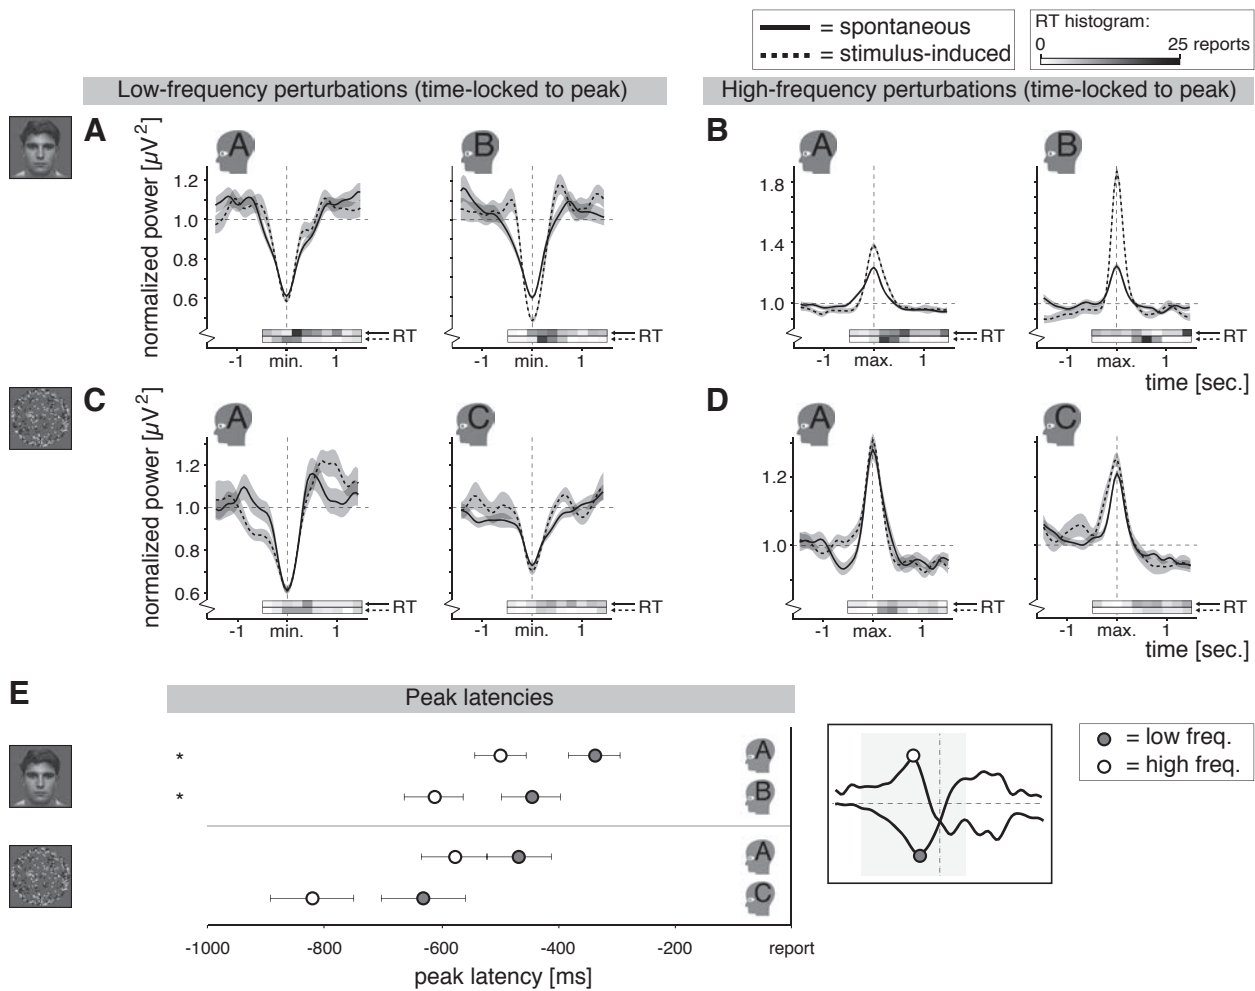 = spontaneous
= stimulus-induced
RT histogram:
0 25 reports
Low-frequency perturbations (time-locked to peak)
High-frequency perturbations (time-locked to peak)
A
normalized power [µV²]
A
1.2
1.0
0.8
0.6
RT
-1 min. 1
B
RT
-1 min. 1
B
A
1.8
1.4
1.0
RT
-1 max. 1
B
RT
-1 max. 1
time [sec.]
C
normalized power [µV²]
A
1.2
1.0
0.8
0.6
RT
-1 min. 1
C
RT
-1 min. 1
D
A
1.2
1.0
RT
-1 max. 1
C
RT
-1 max. 1
time [sec.]
E
Peak latencies
* A
* B
A
C
-1000 -800 -600 -400 -200 report
peak latency [ms]
= low freq.
= high freq.